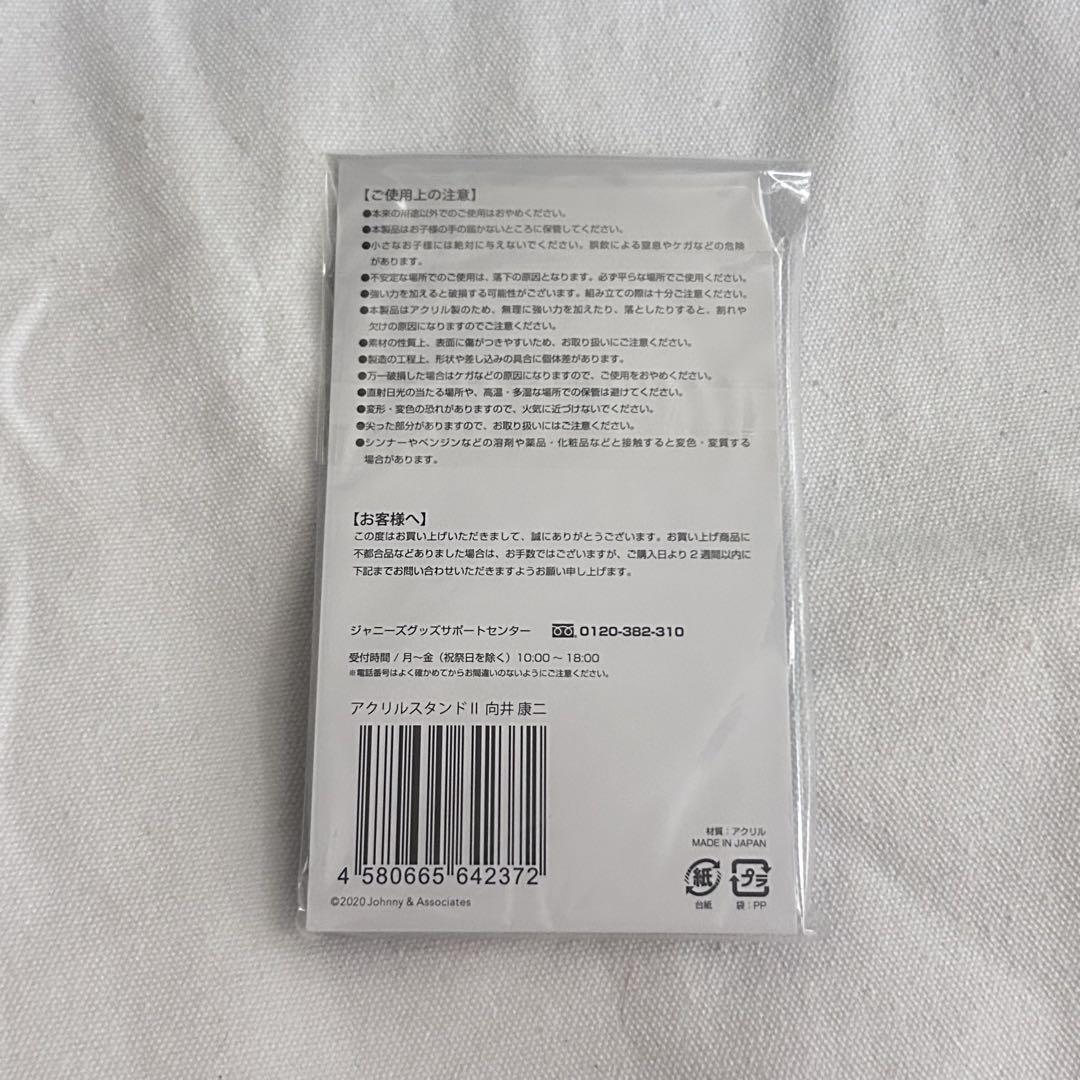 【ご使用上の注意】
●本来の用途以外でのご使用はおやめください。
●本製品はお子様の手の届かないところに保管してください。
●小さなお子様には絶対に与えないでください。誤飲による窒息やケガなどの危険
があります。
●不安定な場所でのご使用は、落下の原因となります。必ず平らな場所でご使用ください。
●強い力を加えると破損する可能性がございます。組み立ての際は十分ご注意ください。
●本製品はアクリル製のため、無理に強い力を加えたり、落としたりすると、割れや
欠けの原因になりますのでご注意ください。
●素材の性質上、表面に傷がつきやすいため、お取り扱いにご注意ください。
●製造の工程上、形状や差し込みの具合に個体差があります。
●万一破損した場合はケガなどの原因になりますので、ご使用をおやめください。
●直射日光の当たる場所や、高温・多湿な場所での保管は避けてください。
●変形・変色の恐れがありますので、火気に近づけないでください。
●尖った部分がありますので、お取り扱いにはご注意ください。
●シンナーやベンジンなどの溶剤や薬品・化粧品などと接触すると変色・変質する
場合があります。
【お客様へ】
この度はお買い上げいただきまして、誠にありがとうございます。お買い上げ商品に
不都合品などありました場合は、お手数ではございますが、ご購入日より2週間以内に
下記までお問い合わせいただきますようお願い申し上げます。
ジャニーズグッズサポートセンター 0120-382-310
受付時間 / 月〜金（祝祭日を除く）10:00〜18:00
※電話番号はよく確かめてからお間違いのないようにご注意ください。
アクリルスタンドⅡ 向井 康二
4 580665 642372
©2020 Johnny & Associates
材質：アクリル
MADE IN JAPAN
紙 プラ
台紙 袋：PP